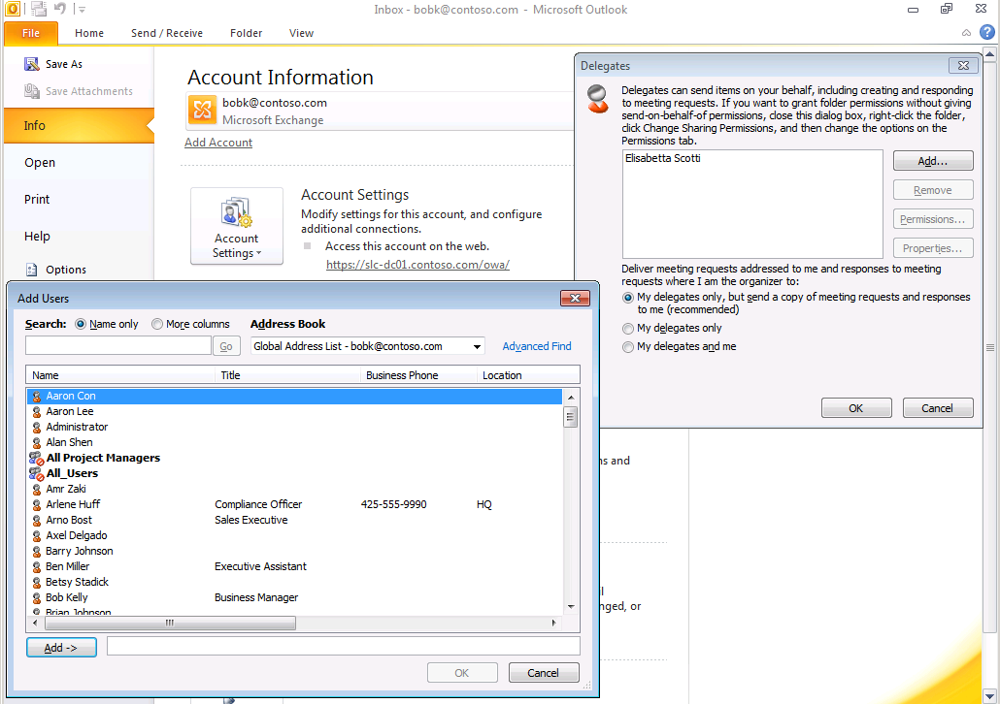 Inbox - bobk@contoso.com - Microsoft Outlook
File Home Send / Receive Folder View
Save As
Save Attachments
Info
Open
Print
Help
Options
Account Information
bobk@contoso.com
Microsoft Exchange
Add Account
Account
Settings
Account Settings
Modify settings for this account, and configure
additional connections.
Access this account on the web.
https://slc-dc01.contoso.com/owa/
Delegates
Delegates can send items on your behalf, including creating and responding
to meeting requests. If you want to grant folder permissions without giving
send-on-behalf-of permissions, close this dialog box, right-click the folder,
click Change Sharing Permissions, and then change the options on the
Permissions tab.
Elisabetta Scotti
Add...
Remove
Permissions...
Properties...
Deliver meeting requests addressed to me and responses to meeting
requests where I am the organizer to:
My delegates only, but send a copy of meeting requests and responses
to me (recommended)
My delegates only
My delegates and me
OK Cancel
Add Users
Search: Name only More columns Address Book
Go Global Address List - bobk@contoso.com Advanced Find
Name Title Business Phone Location
Aaron Con
Aaron Lee
Administrator
Alan Shen
All Project Managers
All_Users
Amr Zaki
Arlene Huff Compliance Officer 425-555-9990 HQ
Arno Bost Sales Executive
Axel Delgado
Barry Johnson
Ben Miller Executive Assistant
Betsy Stadick
Bob Kelly Business Manager
Brian Johnson
Add ->
OK Cancel
ns and
nged, or